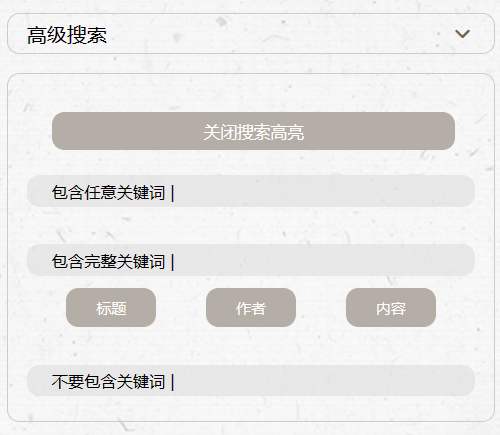 高级搜索
关闭搜索高亮
包含任意关键词 |
包含完整关键词 |
标题 作者 内容
不要包含关键词 |